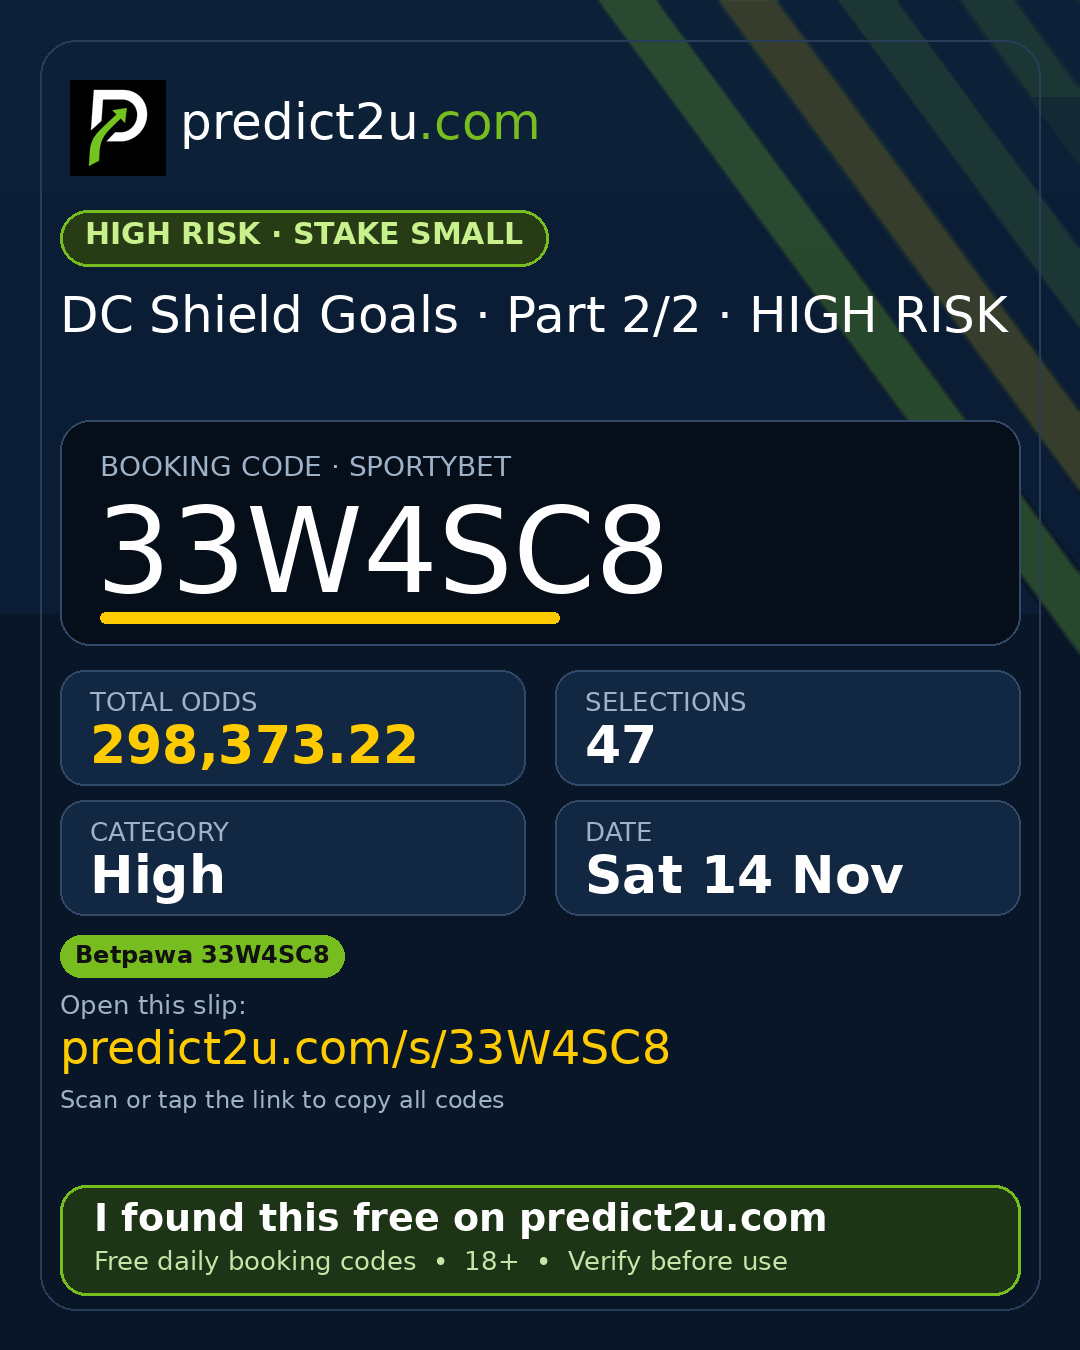 predict2u.com
HIGH RISK · STAKE SMALL
DC Shield Goals · Part 2/2 · HIGH RISK
BOOKING CODE · SPORTYBET
33W4SC8
TOTAL ODDS
298,373.22
SELECTIONS
47
CATEGORY
High
DATE
Sat 14 Nov
Betpawa 33W4SC8
Open this slip:
predict2u.com/s/33W4SC8
Scan or tap the link to copy all codes
I found this free on predict2u.com
Free daily booking codes • 18+ • Verify before use